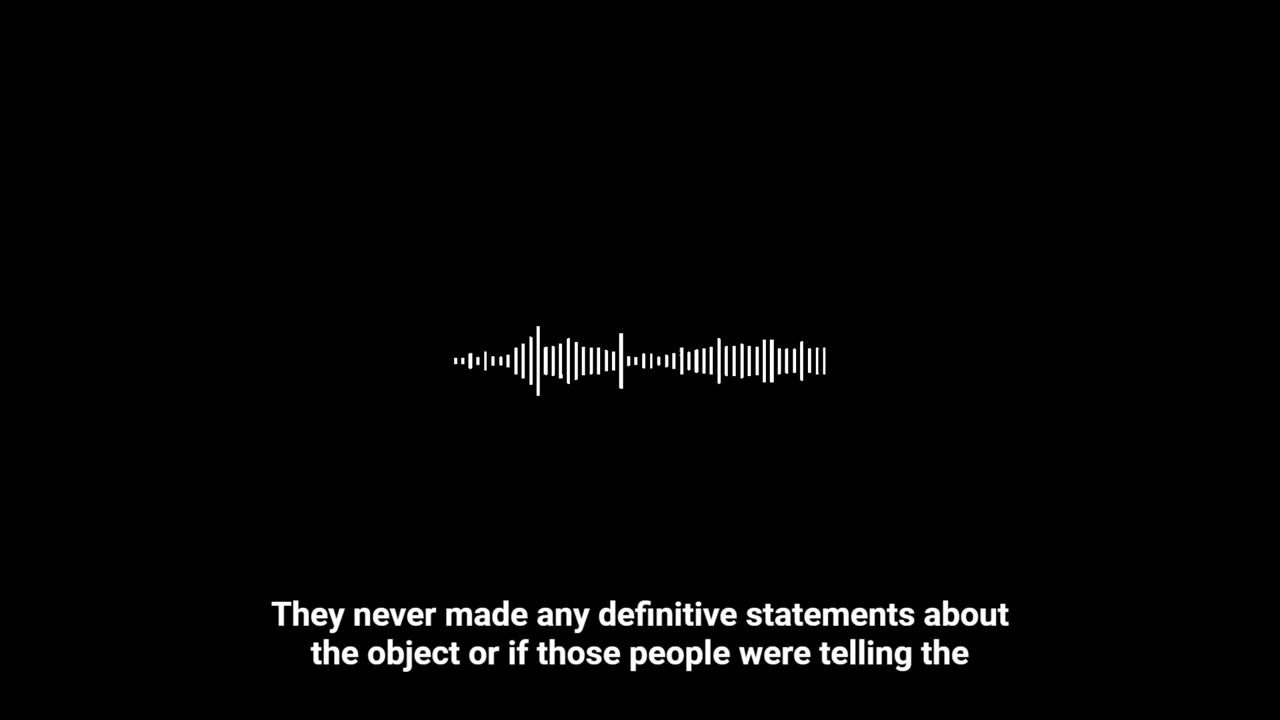 They never made any definitive statements about
the object or if those people were telling the